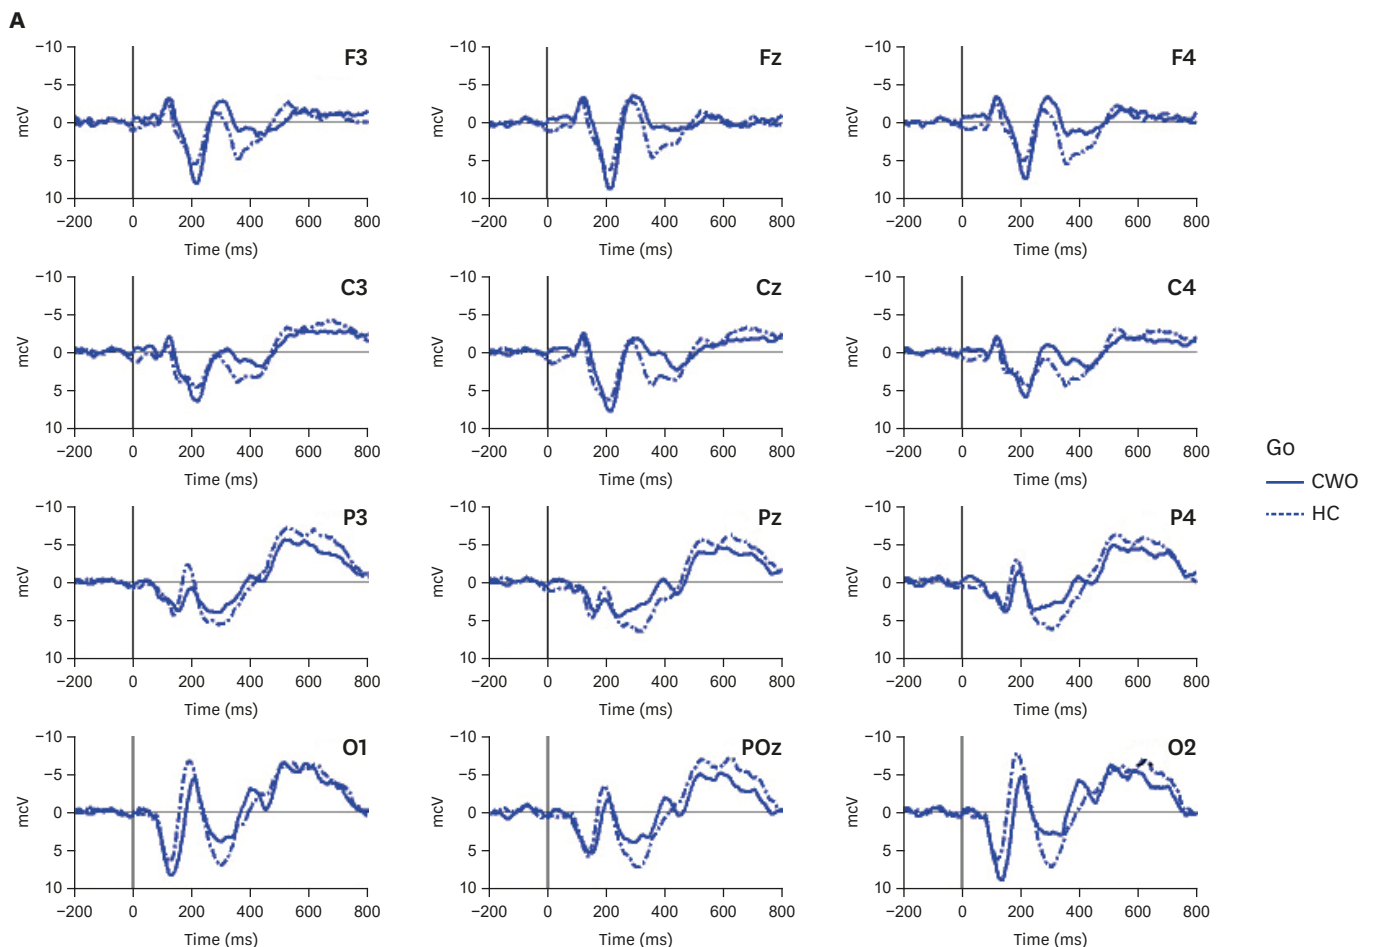 A
F3
Fz
F4
−10 −10 −10
−5 −5 −5
0 0 0
5 5 5
10 10 10
mcV mcV mcV
−200 0 200 400 600 800 −200 0 200 400 600 800 −200 0 200 400 600 800
Time (ms) Time (ms) Time (ms)
C3
Cz
C4
−10 −10 −10
−5 −5 −5
0 0 0
5 5 5
10 10 10
mcV mcV mcV
−200 0 200 400 600 800 −200 0 200 400 600 800 −200 0 200 400 600 800
Time (ms) Time (ms) Time (ms)
Go
CWO
HC
P3
Pz
P4
−10 −10 −10
−5 −5 −5
0 0 0
5 5 5
10 10 10
mcV mcV mcV
−200 0 200 400 600 800 −200 0 200 400 600 800 −200 0 200 400 600 800
Time (ms) Time (ms) Time (ms)
O1
POz
O2
−10 −10 −10
−5 −5 −5
0 0 0
5 5 5
10 10 10
mcV mcV mcV
−200 0 200 400 600 800 −200 0 200 400 600 800 −200 0 200 400 600 800
Time (ms) Time (ms) Time (ms)